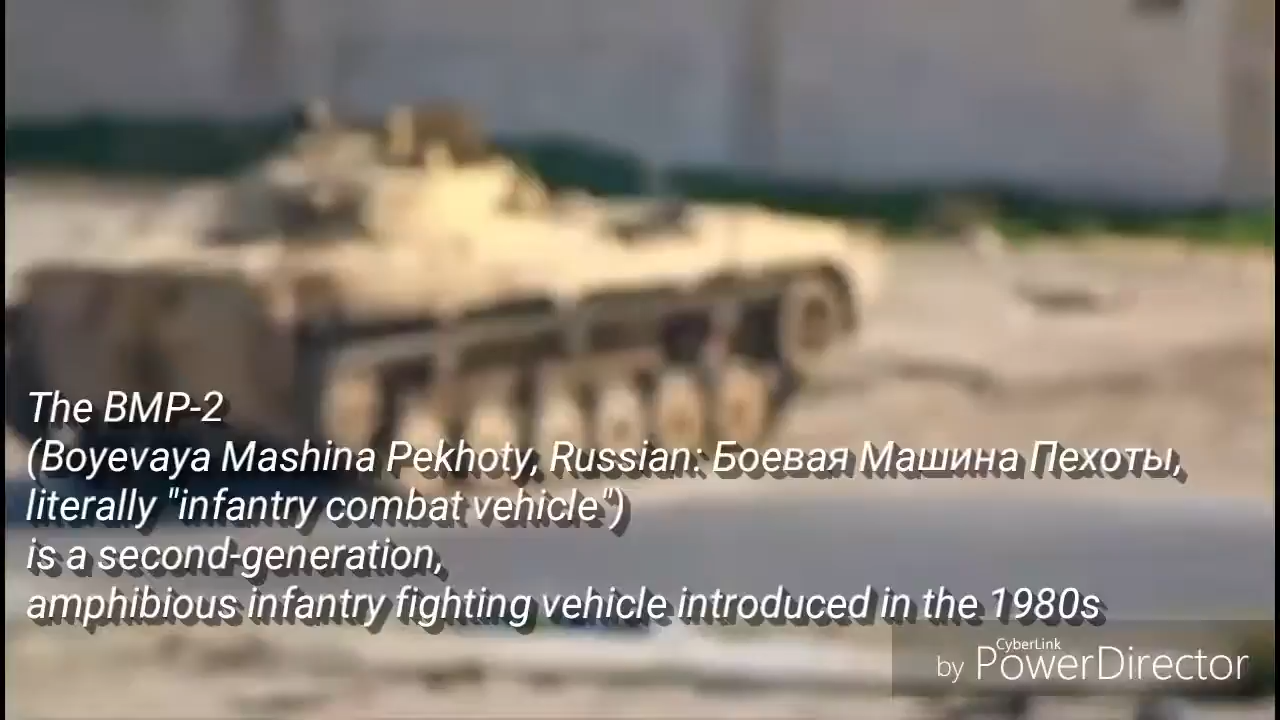 The BMP-2
(Boyevaya Mashina Pekhoty, Russian: Боевая Машина Пехоты,
literally "infantry combat vehicle")
is a second-generation,
amphibious infantry fighting vehicle introduced in the 1980s
CyberLink
by PowerDirector